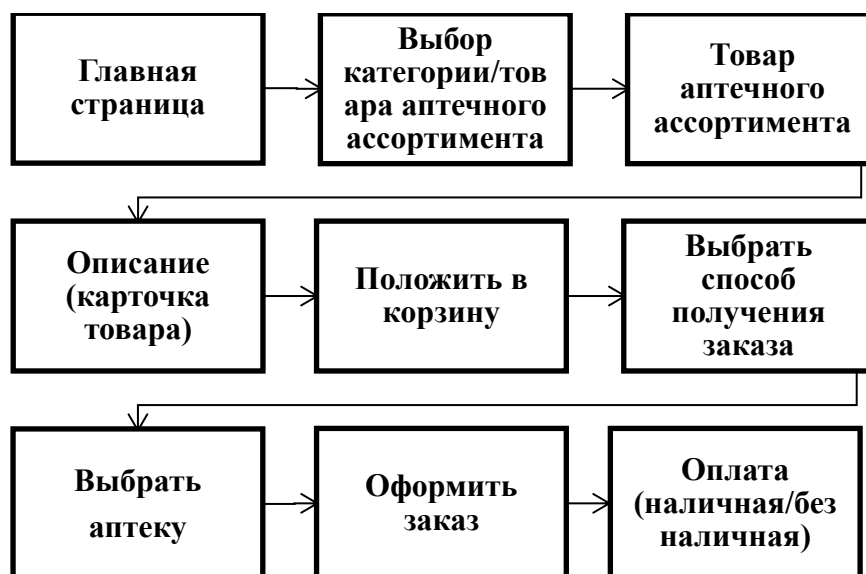 Главная
страница
Выбор
категории/тов
ара аптечного
ассортимента
Товар
аптечного
ассортимента
Описание
(карточка
товара)
Положить в
корзину
Выбрать
способ
получения
заказа
Выбрать
аптеку
Оформить
заказ
Оплата
(наличная/без
наличная)